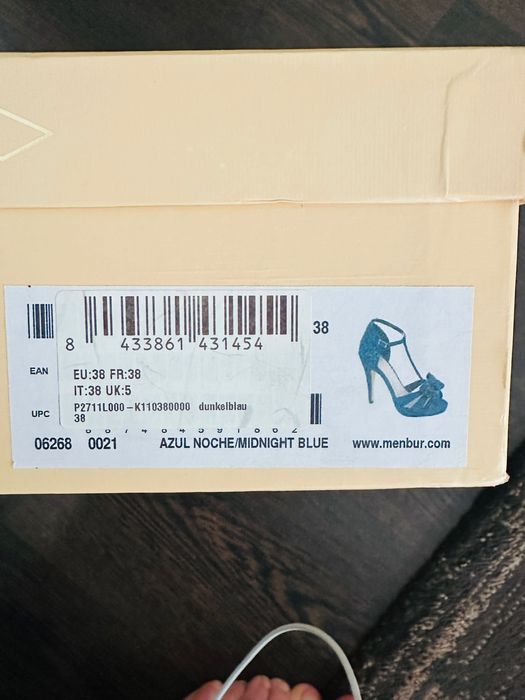 8 433861 431454
38
EAN
EU:38 FR:38
IT:38 UK:5
P2711L000-K110380000 dunkelblau
38
UPC
06268 0021 AZUL NOCHE/MIDNIGHT BLUE www.menbur.com